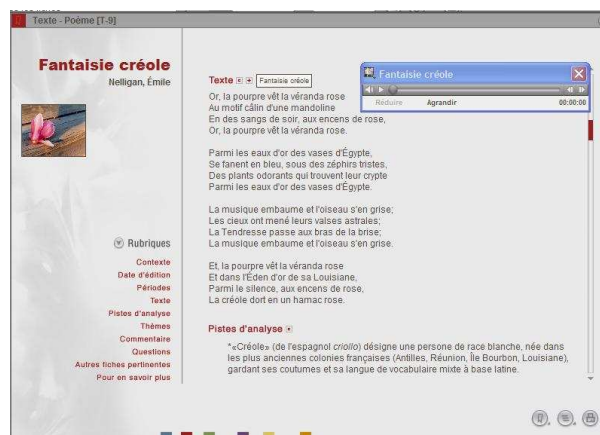 Texte - Poème [T-9]
Fantaisie créole
Nelligan, Émile
Texte
Fantaisie créole
Or, la pourpre vêt la véranda rose
Au motif câlin d'une mandoline
En des sangs de soir, aux encens de rose,
Or, la pourpre vêt la véranda rose.
Parmi les eaux d'or des vases d'Égypte,
Se fanent en bleu, sous des zéphirs tristes,
Des plants odorants qui trouvent leur crypte
Parmi les eaux d'or des vases d'Égypte.
La musique embaume et l'oiseau s'en grise;
Les cieux ont mené leurs valses astrales;
La Tendresse passe aux bras de la brise;
La musique embaume et l'oiseau s'en grise.
Et, la pourpre vêt la véranda rose
Et dans l'Éden d'or de sa Louisiane,
Parmi le silence, aux encens de rose,
La créole dort en un hamac rose.
Pistes d'analyse
*«Créole» (de l'espagnol criollo) désigne une personne de race blanche, née dans
les plus anciennes colonies françaises (Antilles, Réunion, Île Bourbon, Louisiane),
gardant ses coutumes et sa langue de vocabulaire mixte à base latine.
Fantaisie créole
Réduire Agrandir 00:00:00
Rubriques
Contexte
Date d'édition
Périodes
Texte
Pistes d'analyse
Thèmes
Commentaire
Questions
Autres fiches pertinentes
Pour en savoir plus